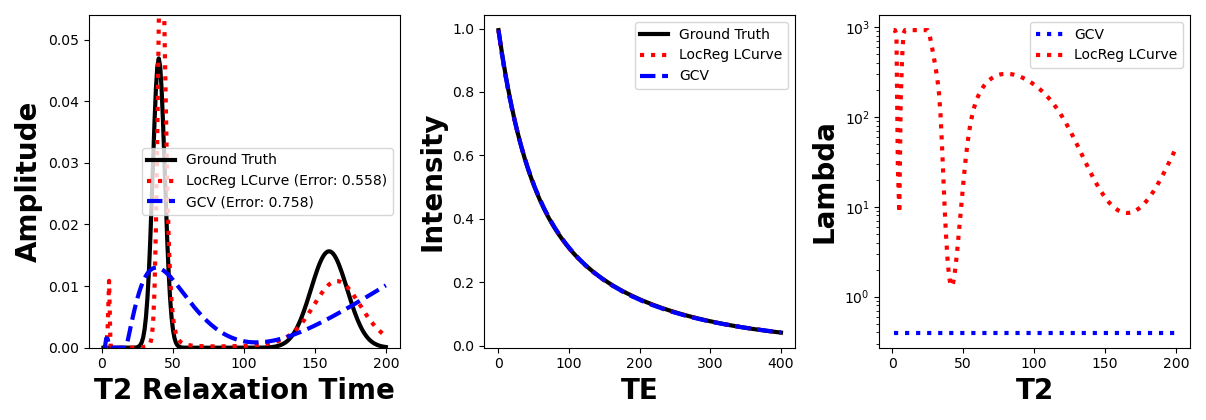 Amplitude
0.05
0.04
0.03
0.02
0.01
0.00
Ground Truth
LocReg LCurve (Error: 0.558)
GCV (Error: 0.758)
0 50 100 150 200
T2 Relaxation Time
Intensity
1.0
0.8
0.6
0.4
0.2
0.0
Ground Truth
LocReg LCurve
GCV
0 100 200 300 400
TE
Lambda
10³
10²
10¹
10⁰
GCV
LocReg LCurve
0 50 100 150 200
T2